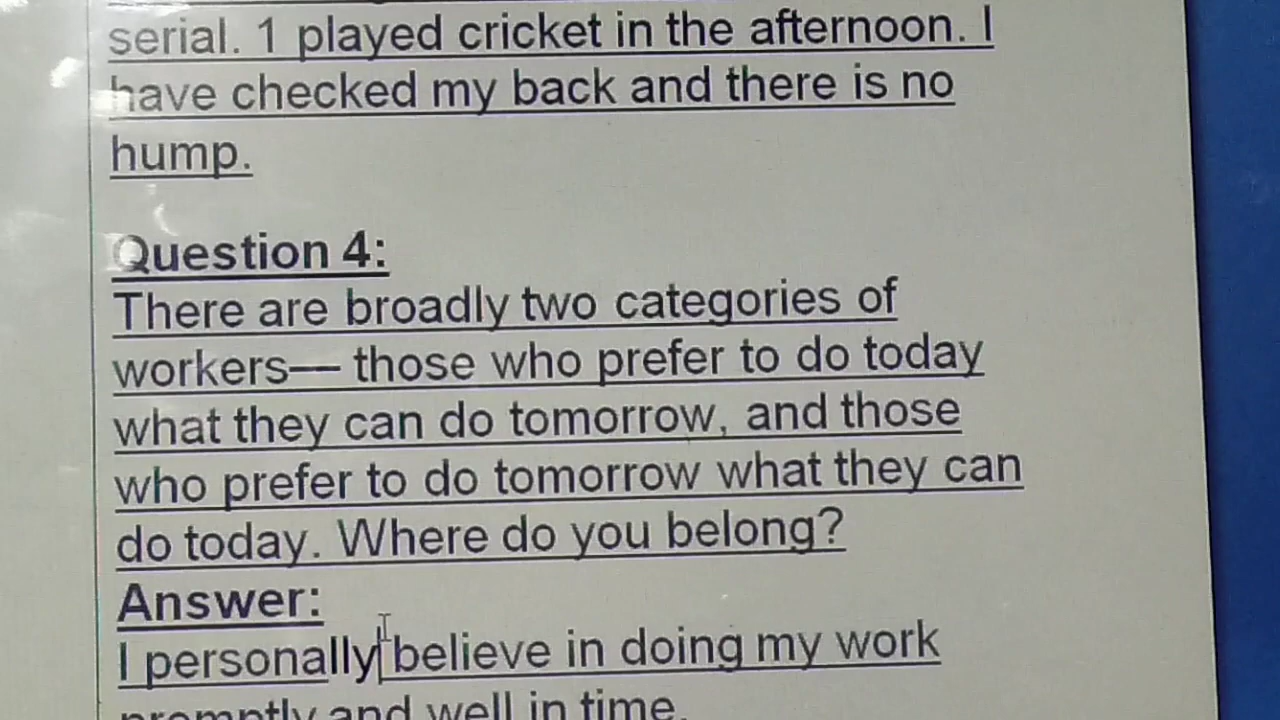 serial. 1 played cricket in the afternoon. I
have checked my back and there is no
hump.
Question 4:
There are broadly two categories of
workers— those who prefer to do today
what they can do tomorrow, and those
who prefer to do tomorrow what they can
do today. Where do you belong?
Answer:
I personally believe in doing my work
promptly and well in time.